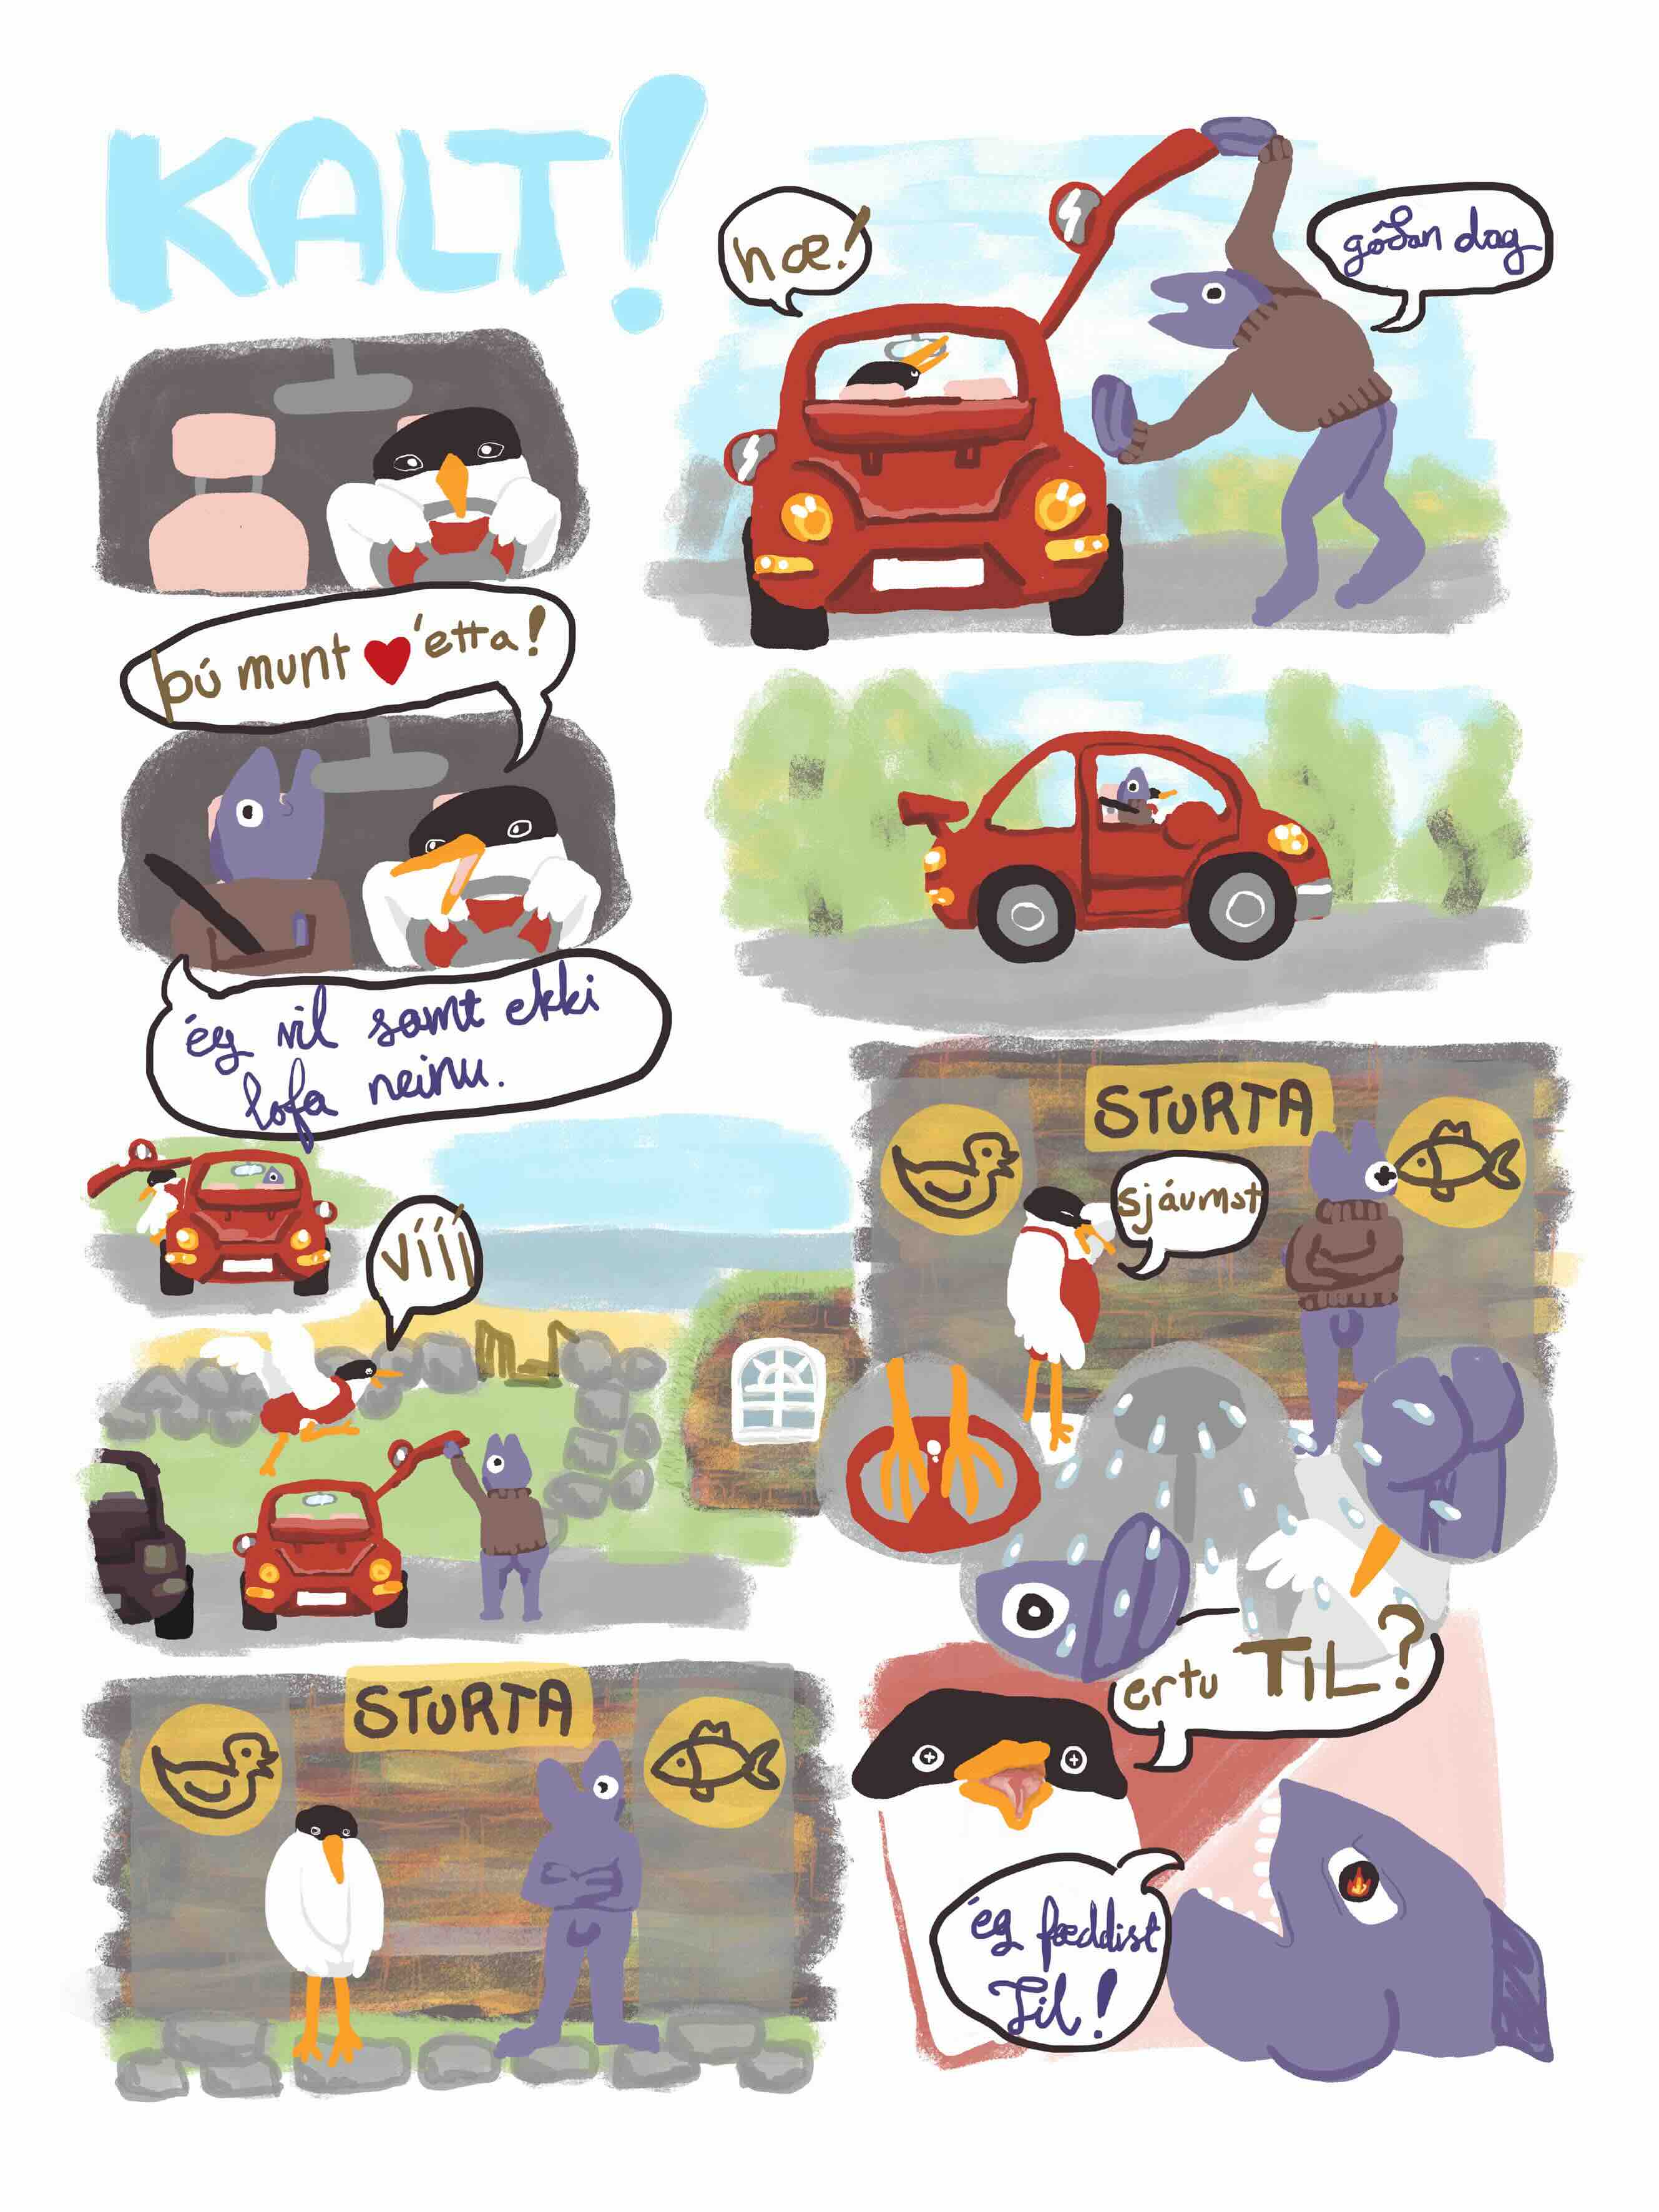 KALT!
hæ!
góðan dag
þú munt ❤ 'etta!
ég vil samt ekki
lofa neinu.
vííí
STURTA
sjáumst
STURTA
ertu TIL?
ég fæddist
Til!